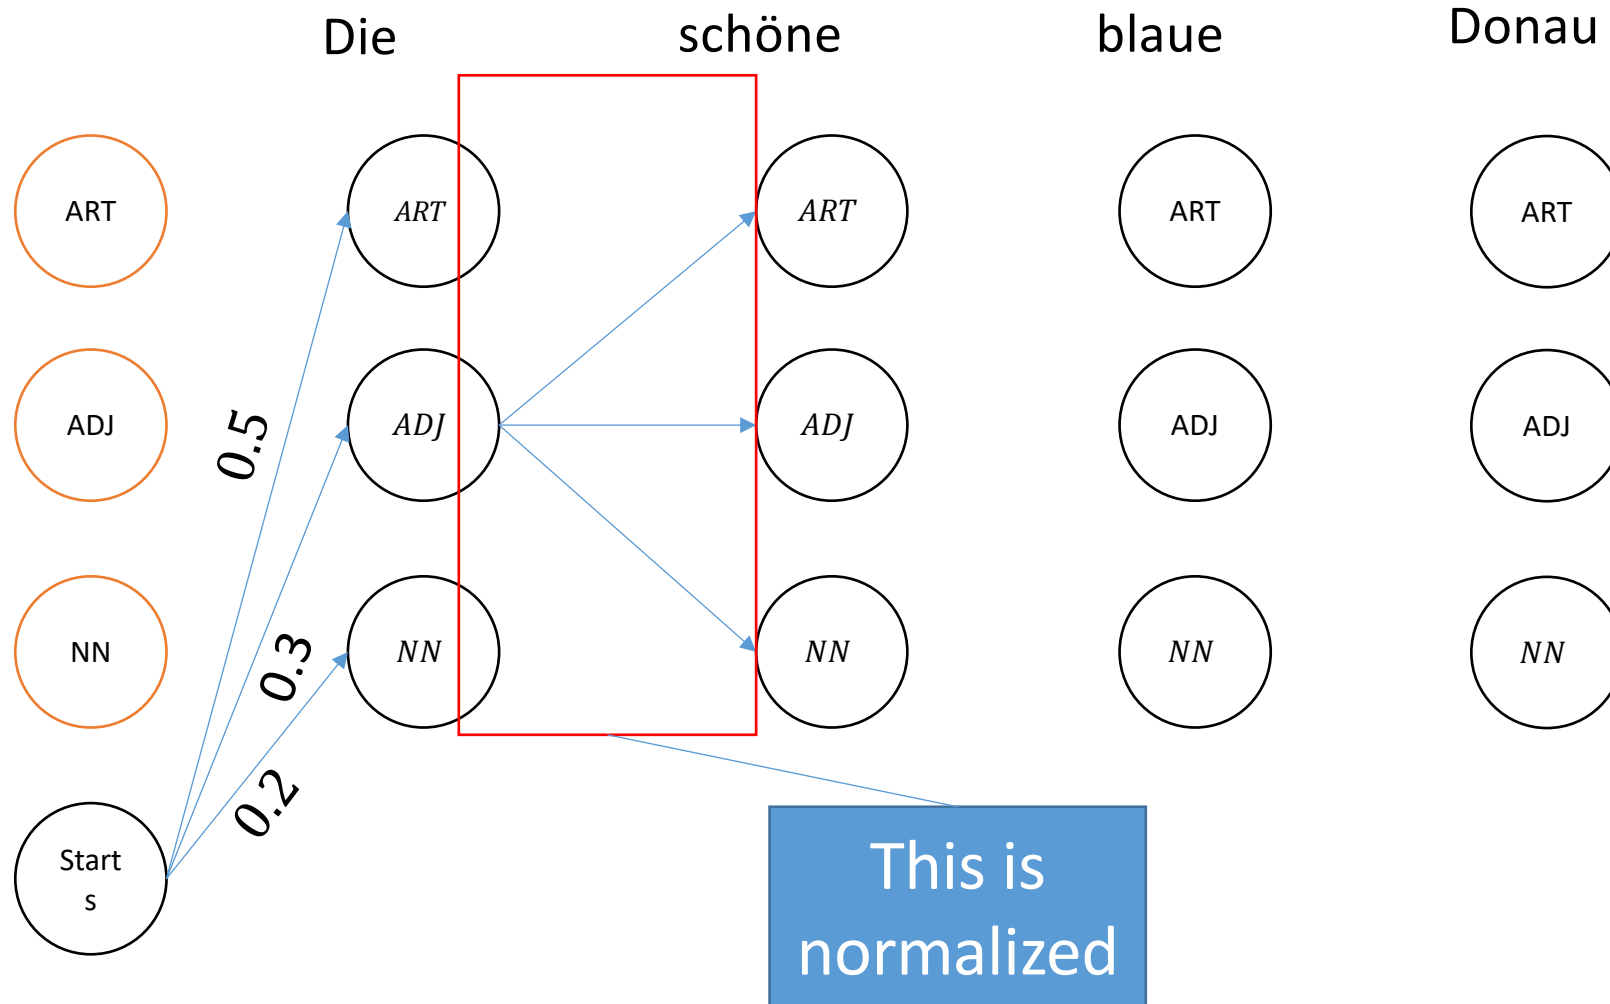 Die schöne blaue Donau
ART ART ART ART ART
ADJ ADJ ADJ ADJ ADJ
NN NN NN NN NN
0.5
0.3
0.2
Start
s
This is
normalized